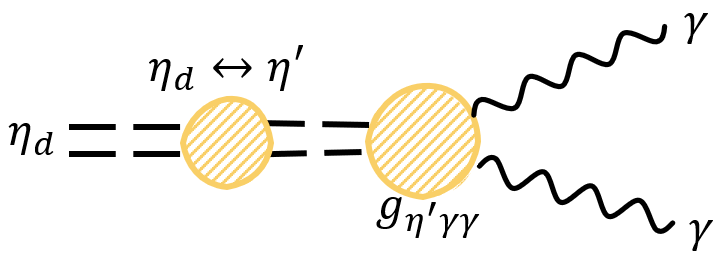 γ
η_d ↔ η′
η_d
g_{η′γγ}
γ